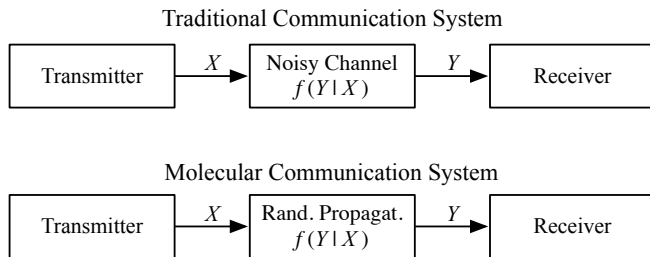 Traditional Communication System
Transmitter
X
Noisy Channel
f(Y|X)
Y
Receiver
Molecular Communication System
Transmitter
X
Rand. Propagat.
f(Y|X)
Y
Receiver